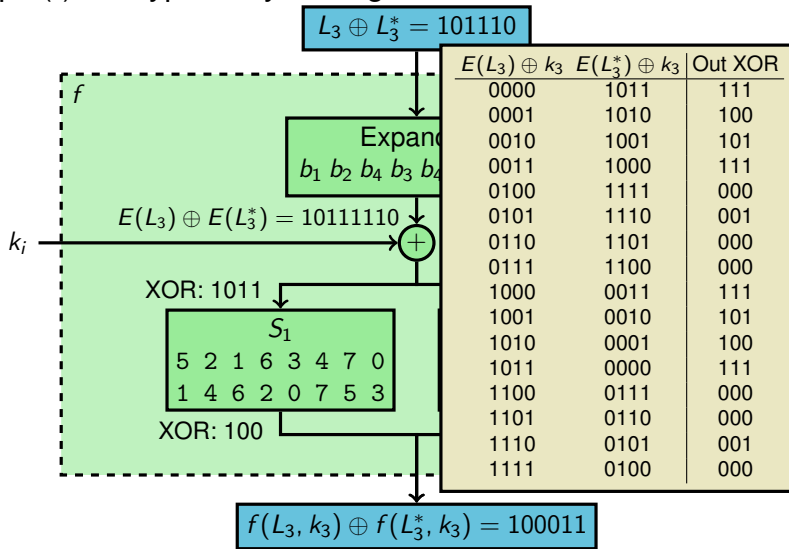 L₃ ⊕ L₃* = 101110
f
Expand
b₁ b₂ b₄ b₃ b₄
E(L₃) ⊕ E(L₃*) = 10111110
kᵢ
+
XOR: 1011
S₁
5 2 1 6 3 4 7 0
1 4 6 2 0 7 5 3
XOR: 100
f(L₃, k₃) ⊕ f(L₃*, k₃) = 100011
E(L₃) ⊕ k₃ E(L₃*) ⊕ k₃ Out XOR
0000 1011 111
0001 1010 100
0010 1001 101
0011 1000 111
0100 1111 000
0101 1110 001
0110 1101 000
0111 1100 000
1000 0011 111
1001 0010 101
1010 0001 100
1011 0000 111
1100 0111 000
1101 0110 000
1110 0101 001
1111 0100 000